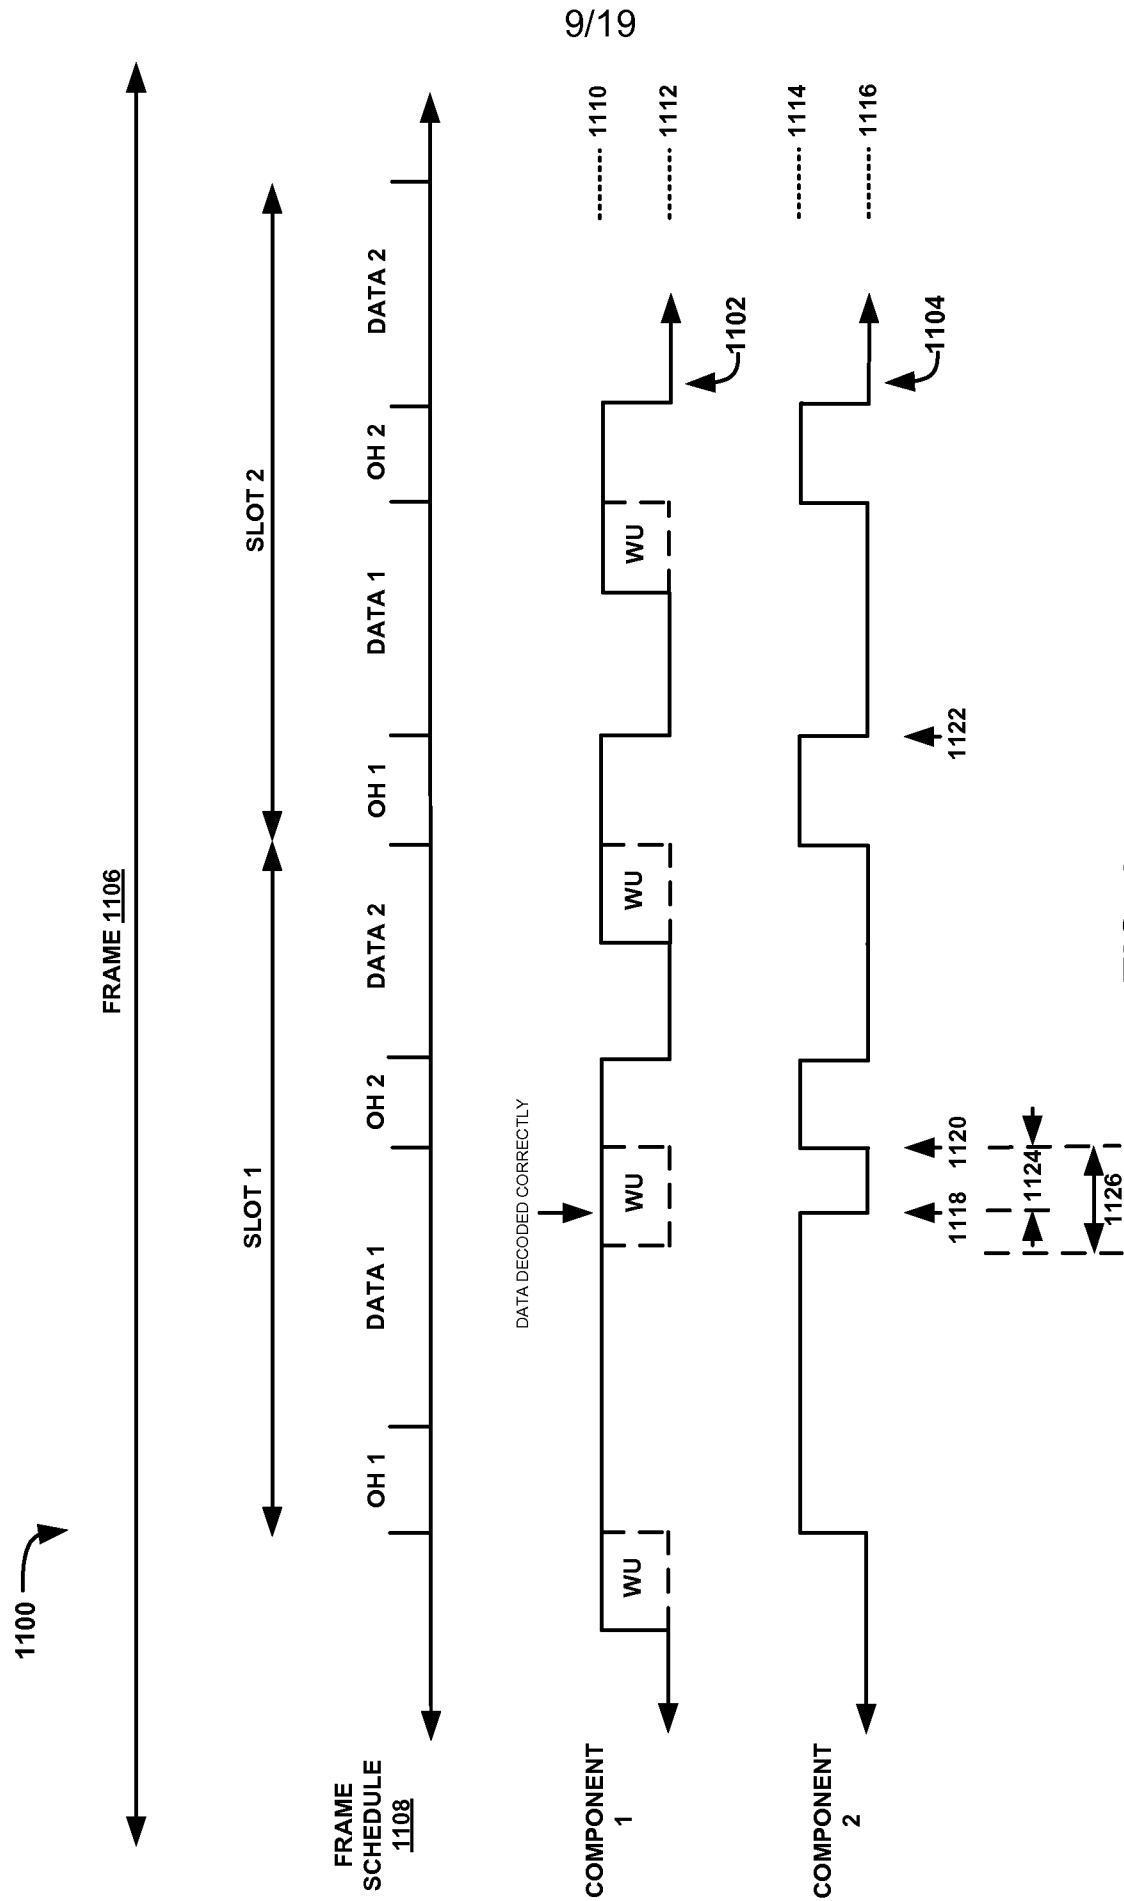 9/19
1100
FRAME 1106
SLOT 1
SLOT 2
FRAME
SCHEDULE
1108
OH 1
DATA 1
OH 2
DATA 2
OH 1
DATA 1
OH 2
DATA 2
DATA DECODED CORRECTLY
COMPONENT
1
WU
WU
WU
WU
1102
1110
1112
COMPONENT
2
1104
1114
1116
1118
1120
1122
1124
1126